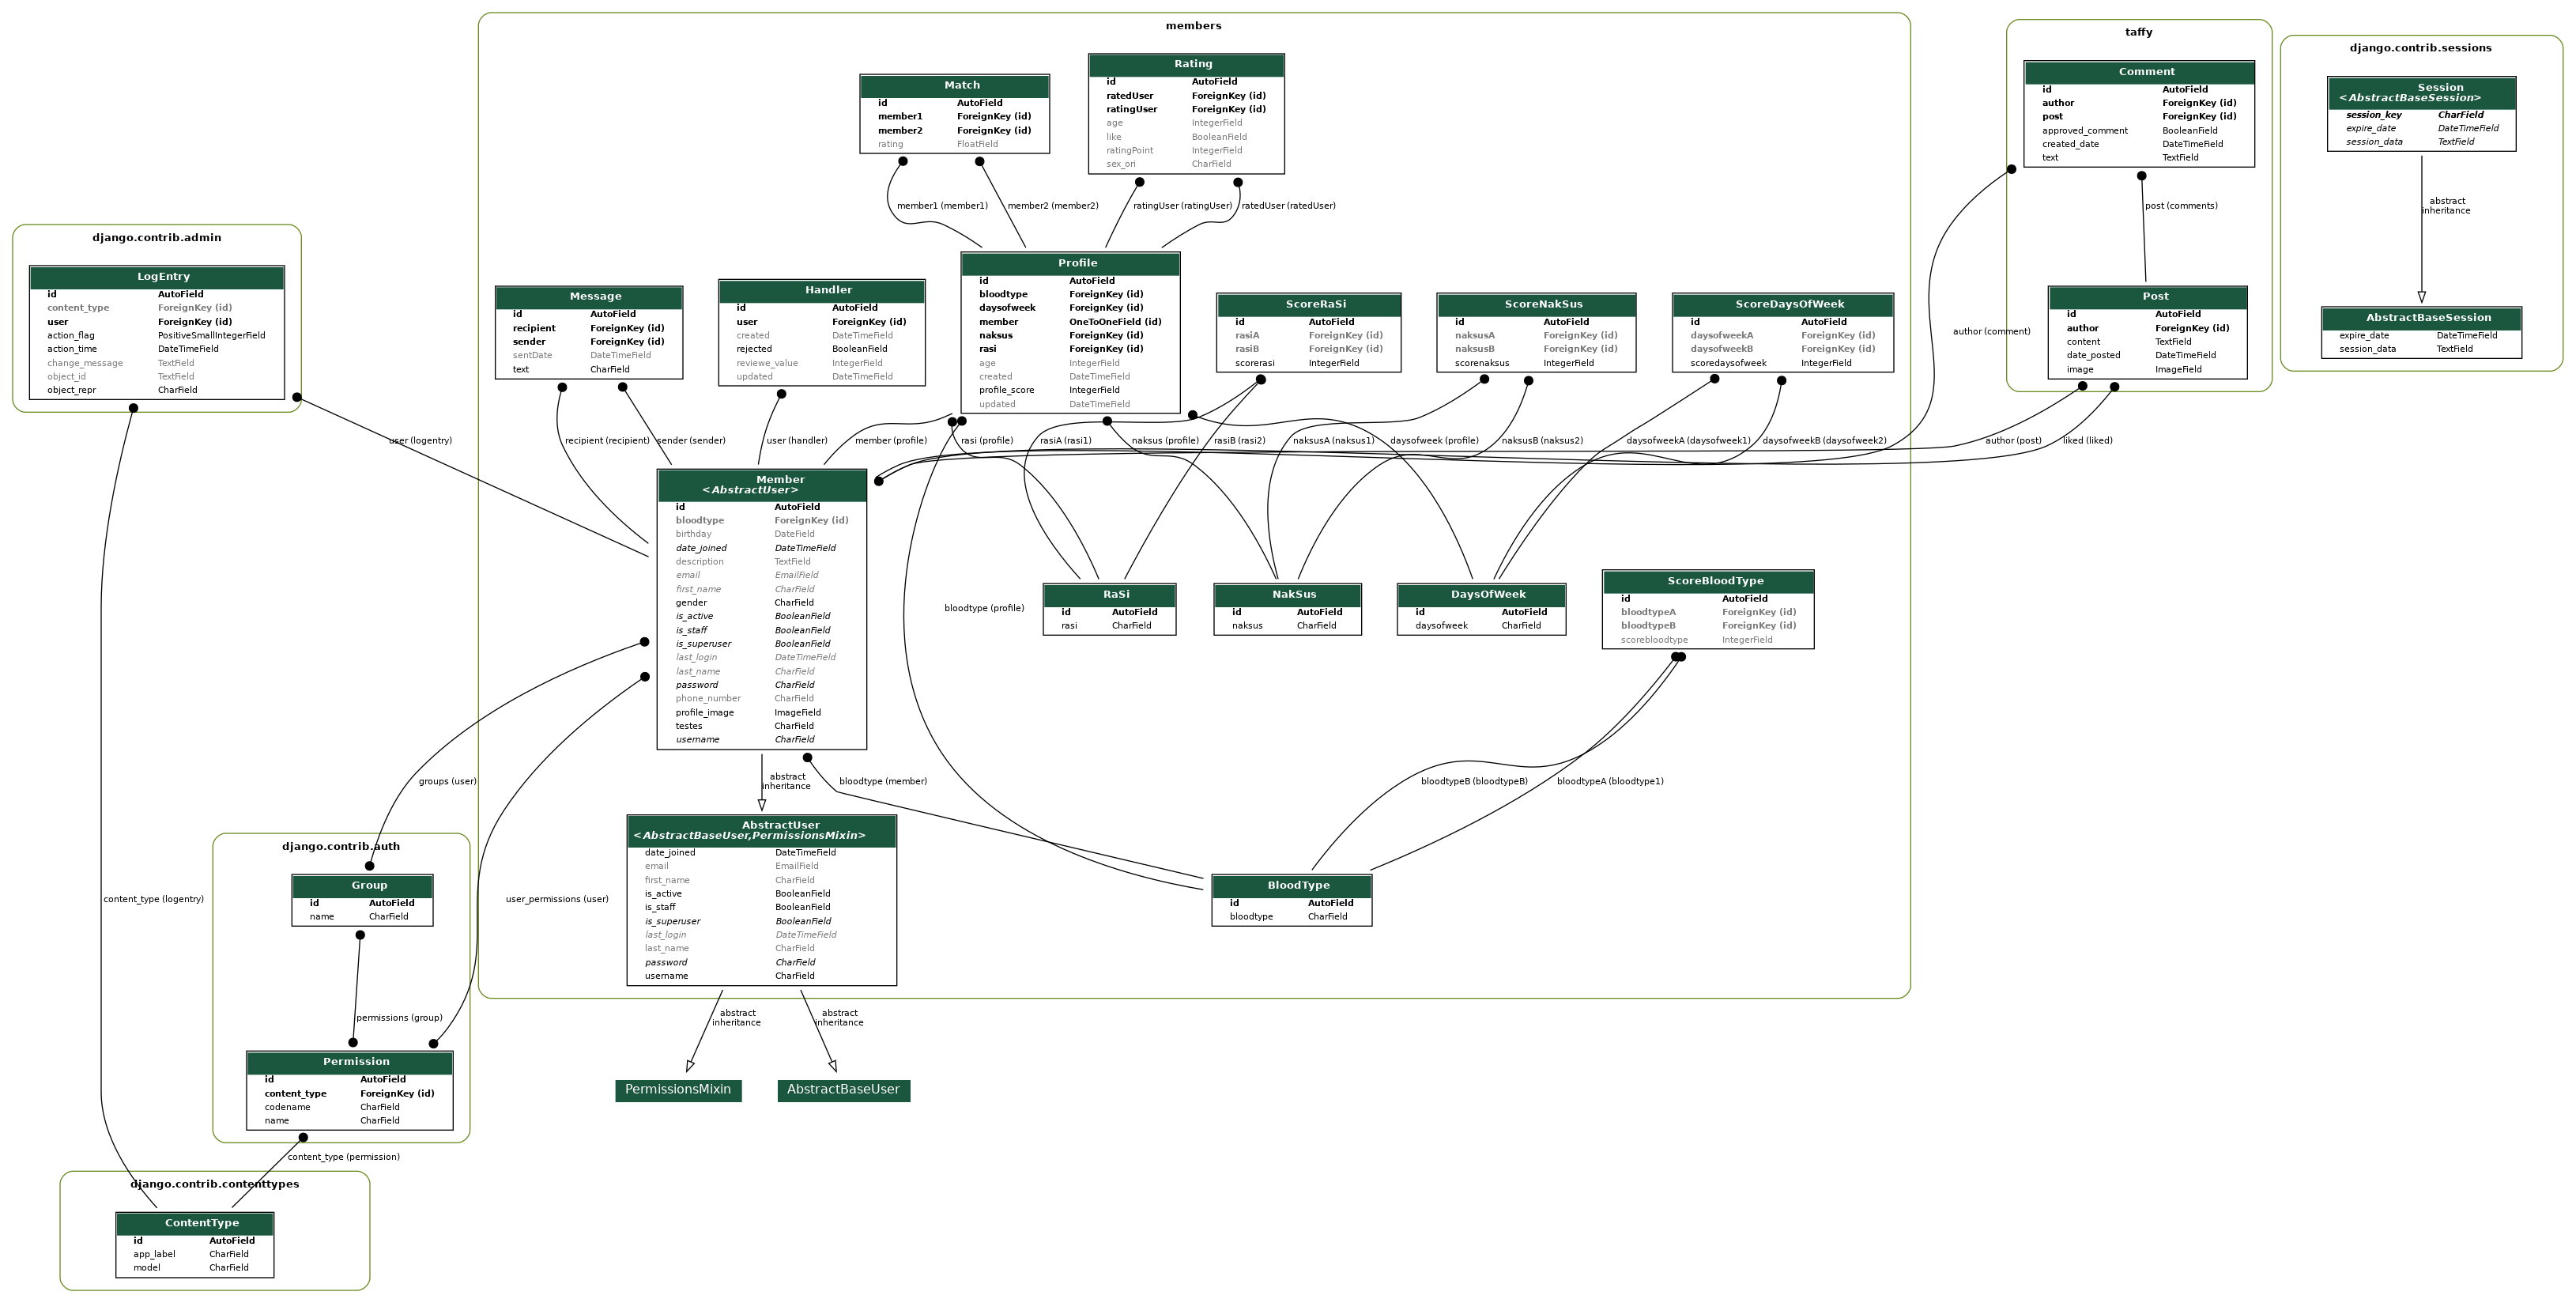 members
Match
id AutoField
member1 ForeignKey (id)
member2 ForeignKey (id)
rating FloatField
Rating
id AutoField
ratedUser ForeignKey (id)
ratingUser ForeignKey (id)
age IntegerField
like BooleanField
ratingPoint IntegerField
sex_ori CharField
member1 (member1)
member2 (member2)
ratingUser (ratingUser)
ratedUser (ratedUser)
taffy
Comment
id AutoField
author ForeignKey (id)
post ForeignKey (id)
approved_comment BooleanField
created_date DateTimeField
text TextField
post (comments)
django.contrib.sessions
Session
<AbstractBaseSession>
session_key CharField
expire_date DateTimeField
session_data TextField
abstract
inheritance
AbstractBaseSession
expire_date DateTimeField
session_data TextField
Post
id AutoField
author ForeignKey (id)
content TextField
date_posted DateTimeField
image ImageField
django.contrib.admin
LogEntry
id AutoField
content_type ForeignKey (id)
user ForeignKey (id)
action_flag PositiveSmallIntegerField
action_time DateTimeField
change_message TextField
object_id TextField
object_repr CharField
Message
id AutoField
recipient ForeignKey (id)
sender ForeignKey (id)
sentDate DateTimeField
text CharField
Handler
id AutoField
user ForeignKey (id)
created DateTimeField
rejected BooleanField
reviewe_value IntegerField
updated DateTimeField
Profile
id AutoField
bloodtype ForeignKey (id)
daysofweek ForeignKey (id)
member OneToOneField (id)
naksus ForeignKey (id)
rasi ForeignKey (id)
age IntegerField
created DateTimeField
profile_score IntegerField
updated DateTimeField
ScoreRaSi
id AutoField
rasiA ForeignKey (id)
rasiB ForeignKey (id)
scorerasi IntegerField
ScoreNakSus
id AutoField
naksusA ForeignKey (id)
naksusB ForeignKey (id)
scorenaksus IntegerField
ScoreDaysOfWeek
id AutoField
daysofweekA ForeignKey (id)
daysofweekB ForeignKey (id)
scoredaysofweek IntegerField
author (comment)
user (logentry)
recipient (recipient)
sender (sender)
user (handler)
member (profile)
rasi (profile)
rasiA (rasi1)
naksus (profile)
rasiB (rasi2)
naksusA (naksus1)
daysofweek (profile)
naksusB (naksus2)
daysofweekA (daysofweek1)
daysofweekB (daysofweek2)
author (post)
liked (liked)
Member
<AbstractUser>
id AutoField
bloodtype ForeignKey (id)
birthday DateField
date_joined DateTimeField
description TextField
email EmailField
first_name CharField
gender CharField
is_active BooleanField
is_staff BooleanField
is_superuser BooleanField
last_login DateTimeField
last_name CharField
password CharField
phone_number CharField
profile_image ImageField
testes CharField
username CharField
bloodtype (profile)
RaSi
id AutoField
rasi CharField
NakSus
id AutoField
naksus CharField
DaysOfWeek
id AutoField
daysofweek CharField
ScoreBloodType
id AutoField
bloodtypeA ForeignKey (id)
bloodtypeB ForeignKey (id)
scorebloodtype IntegerField
groups (user)
abstract
inheritance
bloodtype (member)
bloodtypeB (bloodtypeB)
bloodtypeA (bloodtype1)
AbstractUser
<AbstractBaseUser,PermissionsMixin>
date_joined DateTimeField
email EmailField
first_name CharField
is_active BooleanField
is_staff BooleanField
is_superuser BooleanField
last_login DateTimeField
last_name CharField
password CharField
username CharField
BloodType
id AutoField
bloodtype CharField
django.contrib.auth
Group
id AutoField
name CharField
content_type (logentry)
user_permissions (user)
permissions (group)
abstract
inheritance
abstract
inheritance
Permission
id AutoField
content_type ForeignKey (id)
codename CharField
name CharField
PermissionsMixin
AbstractBaseUser
content_type (permission)
django.contrib.contenttypes
ContentType
id AutoField
app_label CharField
model CharField